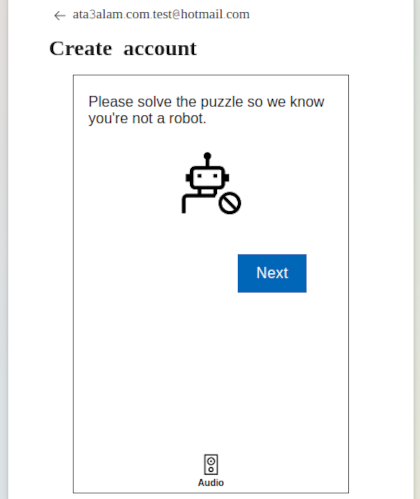 ata3alam.com.test@hotmail.com
Create account
Please solve the puzzle so we know
you're not a robot.
Next
Audio